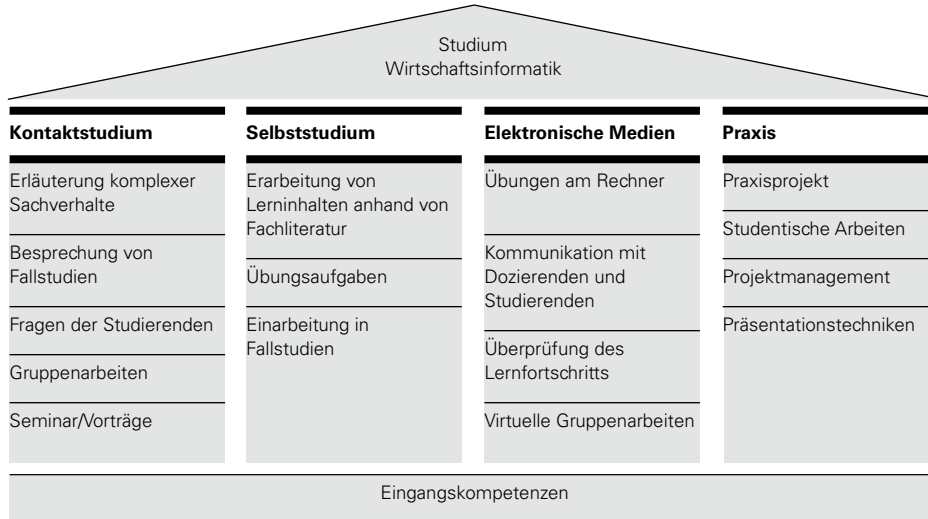 Studium
Wirtschaftsinformatik
Kontaktstudium
Erläuterung komplexer
Sachverhalte
Besprechung von
Fallstudien
Fragen der Studierenden
Gruppenarbeiten
Seminar/Vorträge
Selbststudium
Erarbeitung von
Lerninhalten anhand von
Fachliteratur
Übungsaufgaben
Einarbeitung in
Fallstudien
Elektronische Medien
Übungen am Rechner
Kommunikation mit
Dozierenden und
Studierenden
Überprüfung des
Lernfortschritts
Virtuelle Gruppenarbeiten
Praxis
Praxisprojekt
Studentische Arbeiten
Projektmanagement
Präsentationstechniken
Eingangskompetenzen